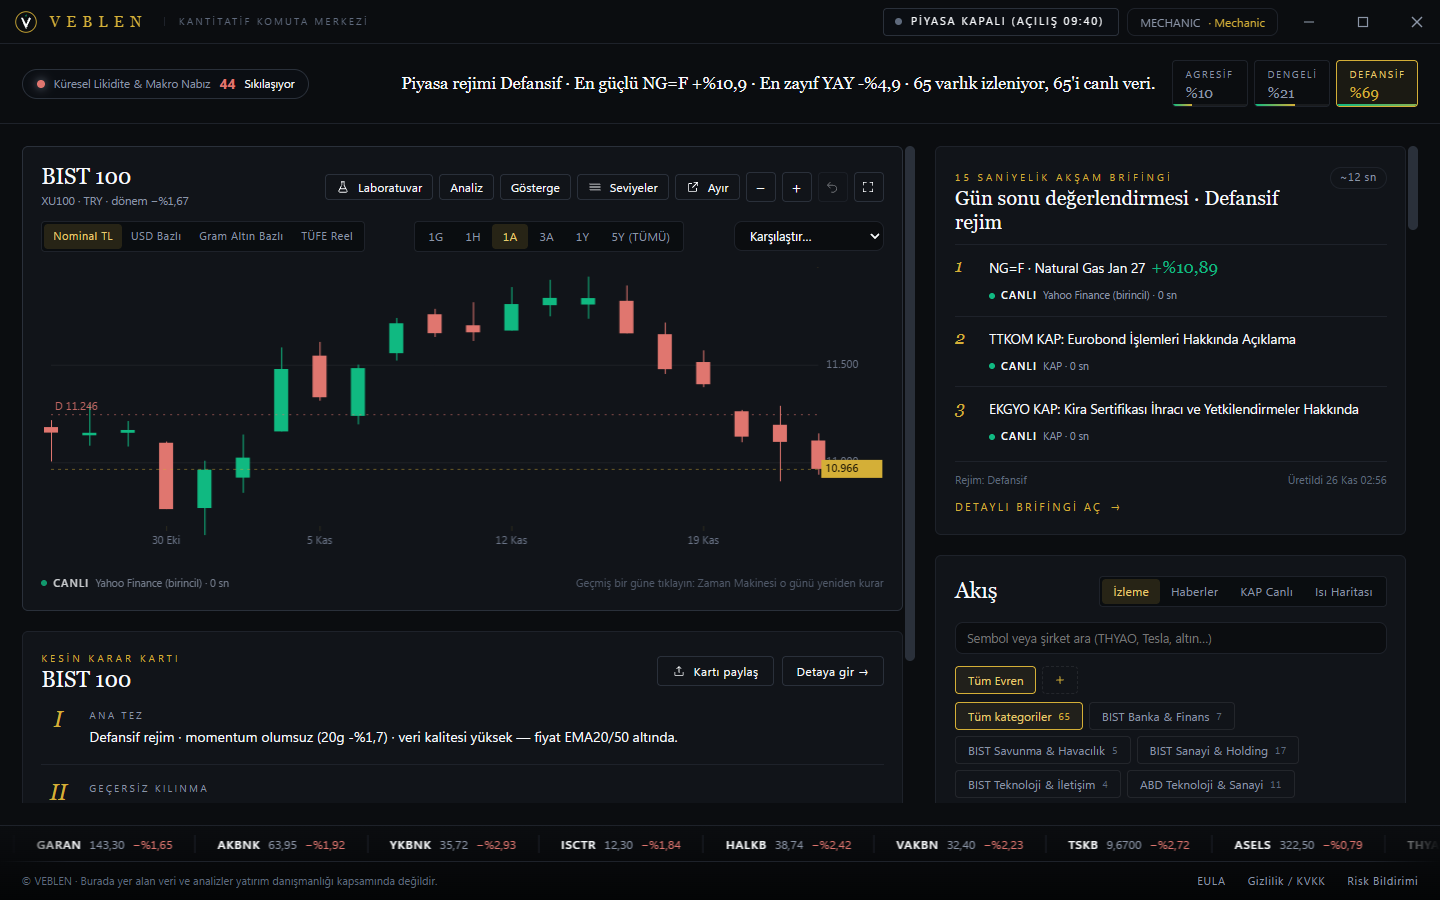 VEBLEN
KANTİTATİF KOMUTA MERKEZİ
PİYASA KAPALI (AÇILIŞ 09:40)
MECHANIC · Mechanic
Küresel Likidite & Makro Nabız 44 Sıkılaşıyor
Piyasa rejimi Defansif · En güçlü NG=F +%10,9 · En zayıf YAY -%4,9 · 65 varlık izleniyor, 65'i canlı veri.
AGRESİF
%10
DENGELİ
%21
DEFANSİF
%69
BIST 100
XU100 · TRY · dönem −%1,67
Laboratuvar
Analiz
Gösterge
Seviyeler
Ayır
−
+
Nominal TL
USD Bazlı
Gram Altın Bazlı
TÜFE Reel
1G
1H
1A
3A
1Y
5Y (TÜMÜ)
Karşılaştır...
11.500
D 11.246
10.966
30 Eki
5 Kas
12 Kas
19 Kas
CANLI Yahoo Finance (birincil) · 0 sn
Geçmiş bir güne tıklayın: Zaman Makinesi o günü yeniden kurar
KESİN KARAR KARTI
BIST 100
Kartı paylaş
Detaya gir →
I
ANA TEZ
Defansif rejim · momentum olumsuz (20g -%1,7) · veri kalitesi yüksek — fiyat EMA20/50 altında.
II
GEÇERSİZ KILINMA
15 SANİYELİK AKŞAM BRİFİNGİ
~12 sn
Gün sonu değerlendirmesi · Defansif
rejim
1
NG=F · Natural Gas Jan 27 +%10,89
CANLI Yahoo Finance (birincil) · 0 sn
2
TTKOM KAP: Eurobond İşlemleri Hakkında Açıklama
CANLI KAP · 0 sn
3
EKGYO KAP: Kira Sertifikası İhracı ve Yetkilendirmeler Hakkında
CANLI KAP · 0 sn
Rejim: Defansif
Üretildi 26 Kas 02:56
DETAYLI BRİFİNGİ AÇ →
Akış
İzleme
Haberler
KAP Canlı
Isı Haritası
Sembol veya şirket ara (THYAO, Tesla, altın...)
Tüm Evren
+
Tüm kategoriler 65
BIST Banka & Finans 7
BIST Savunma & Havacılık 5
BIST Sanayi & Holding 17
BIST Teknoloji & İletişim 4
ABD Teknoloji & Sanayi 11
GARAN 143,30 −%1,65
AKBNK 63,95 −%1,92
YKBNK 35,72 −%2,93
ISCTR 12,30 −%1,84
HALKB 38,74 −%2,42
VAKBN 32,40 −%2,23
TSKB 9,6700 −%2,72
ASELS 322,50 −%0,79
© VEBLEN · Burada yer alan veri ve analizler yatırım danışmanlığı kapsamında değildir.
EULA
Gizlilik / KVKK
Risk Bildirimi